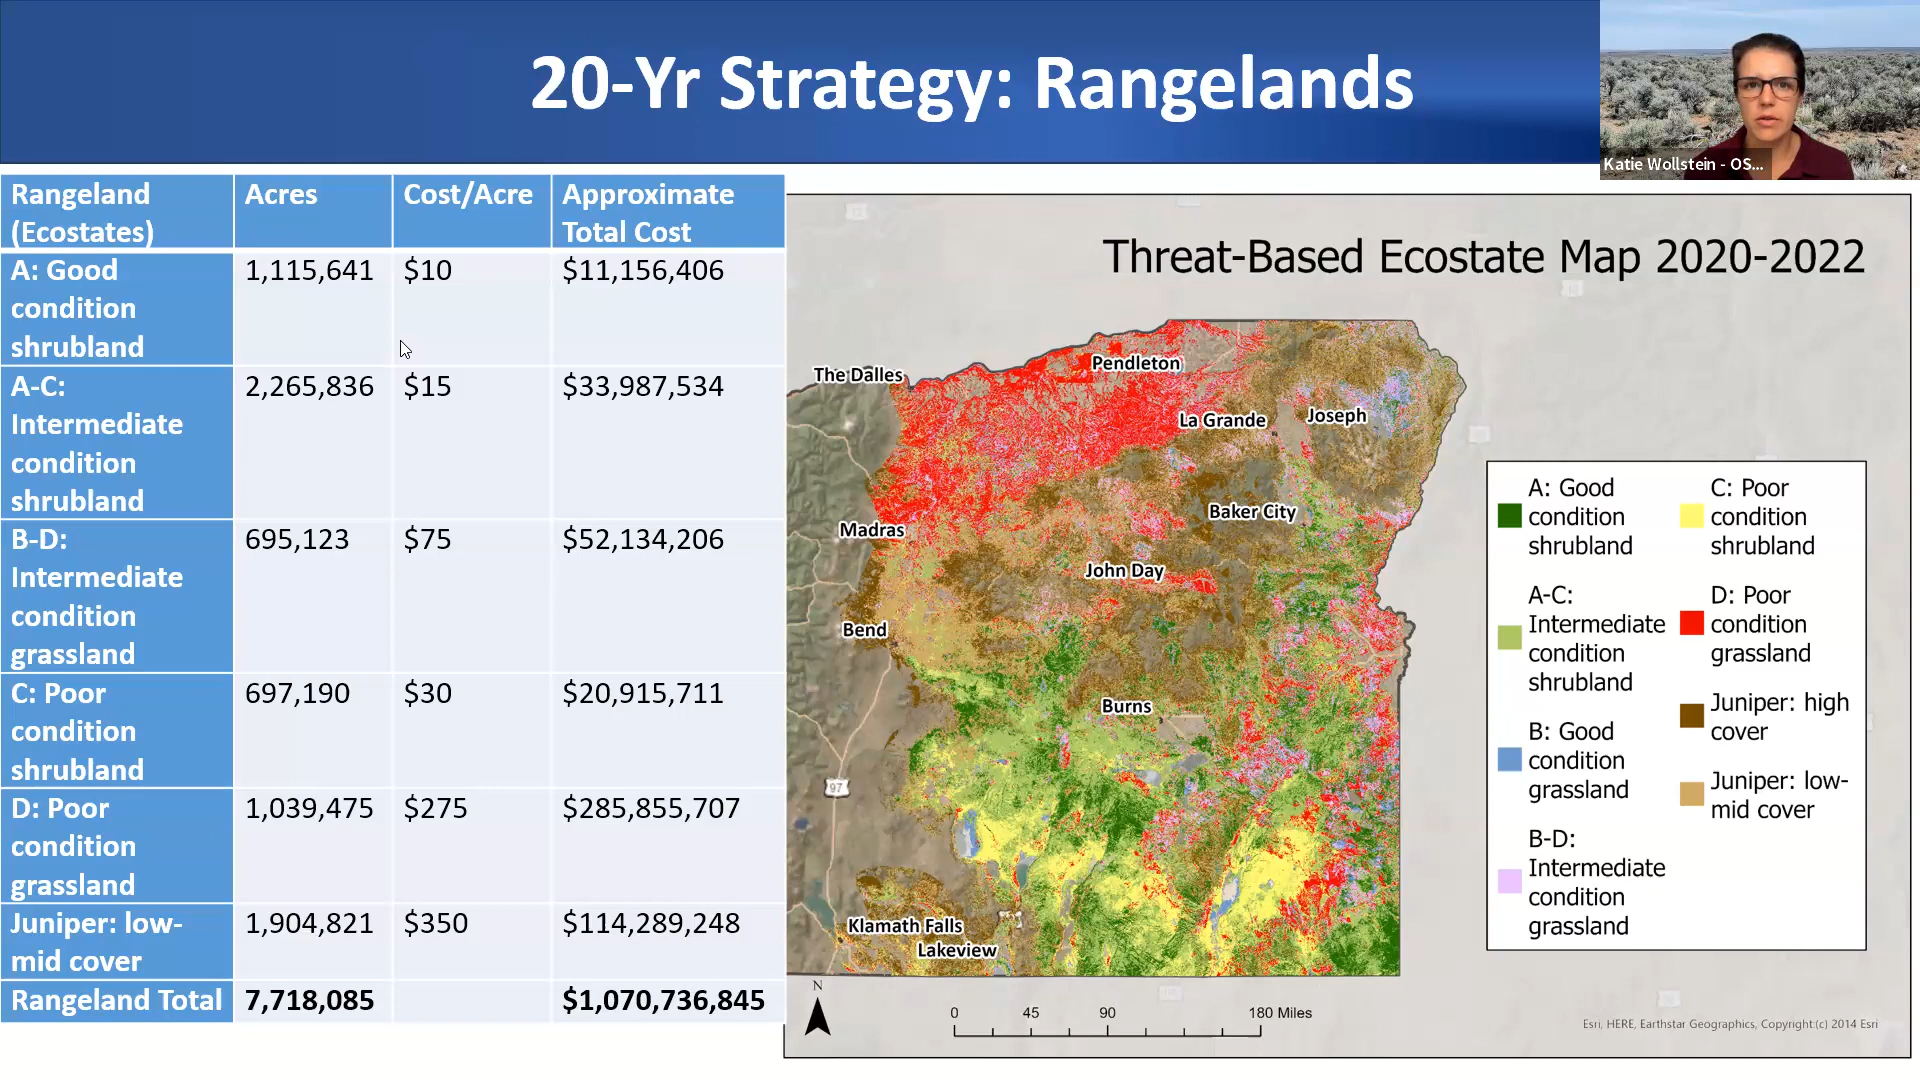 20-Yr Strategy: Rangelands
Katie Wollstein - OS...
Rangeland
(Ecostates)
Acres
Cost/Acre
Approximate
Total Cost
A: Good
condition
shrubland
1,115,641
$10
$11,156,406
A-C:
Intermediate
condition
shrubland
2,265,836
$15
$33,987,534
B-D:
Intermediate
condition
grassland
695,123
$75
$52,134,206
C: Poor
condition
shrubland
697,190
$30
$20,915,711
D: Poor
condition
grassland
1,039,475
$275
$285,855,707
Juniper: low-
mid cover
1,904,821
$350
$114,289,248
Rangeland Total
7,718,085
$1,070,736,845
Threat-Based Ecostate Map 2020-2022
The Dalles
Pendleton
La Grande
Joseph
Baker City
Madras
John Day
Bend
Burns
97
Klamath Falls
Lakeview
A: Good
condition
shrubland
A-C:
Intermediate
condition
shrubland
B: Good
condition
grassland
B-D:
Intermediate
condition
grassland
C: Poor
condition
shrubland
D: Poor
condition
grassland
Juniper: high
cover
Juniper: low-
mid cover
N
0 45 90 180 Miles
Esri, HERE, Earthstar Geographics, Copyright:(c) 2014 Esri